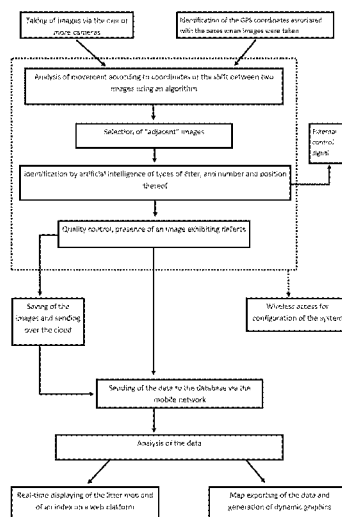 Taking of images via the one or
more cameras
Identification of the GPS coordinates associated
with the dates when images were taken
Analysis of movement according to coordinates or the shift between two
images using an algorithm
Selection of "adjacent" images
External
control
signal
Identification by artificial intelligence of types of litter, and number and position
thereof
Quality control, presence of an image exhibiting defects
Saving of the
images and sending
over the cloud
Wireless access for
configuration of the system
Sending of the data to the database via the
mobile network
Analysis of the data
Real-time displaying of the litter map and
of an index on a web platform
Map exporting of the data and
generation of dynamic graphics